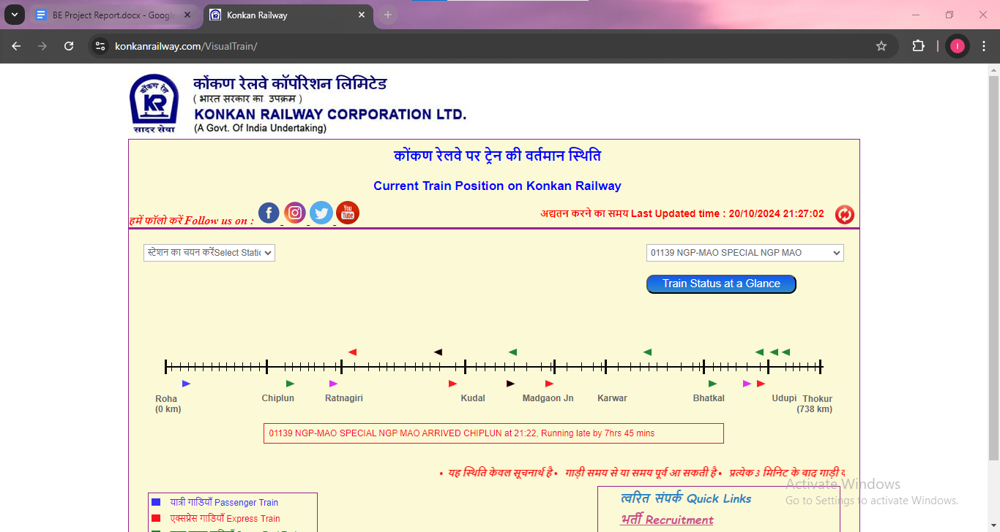 BE Project Report.docx - Googl
Konkan Railway
konkanrailway.com/VisualTrain/
I
कोंकण रेल
KR
सादर सेवा
कोंकण रेलवे कॉर्पोरेशन लिमिटेड
( भारत सरकार का उपक्रम )
KONKAN RAILWAY CORPORATION LTD.
(A Govt. Of India Undertaking)
कोंकण रेलवे पर ट्रेन की वर्तमान स्थिति
Current Train Position on Konkan Railway
हमें फॉलो करें Follow us on :
f
You Tube
अद्यतन करने का समय Last Updated time : 20/10/2024 21:27:02
स्टेशन का चयन करेंSelect Static
01139 NGP-MAO SPECIAL NGP MAO
Train Status at a Glance
Roha Chiplun Ratnagiri Kudal Madgaon Jn Karwar Bhatkal Udupi Thokur
(0 km) (738 km)
01139 NGP-MAO SPECIAL NGP MAO ARRIVED CHIPLUN at 21:22, Running late by 7hrs 45 mins
• यह स्थिति केवल सूचनार्थ है • गाड़ी समय से या समय पूर्व आ सकती है • प्रत्येक 3 मिनिट के बाद गाड़ी
यात्री गाडियाँ Passenger Train
एक्सप्रेस गाडियाँ Express Train
त्वरित संपर्क Quick Links
भर्ती Recruitment
Activate Windows
Go to Settings to activate Windows.